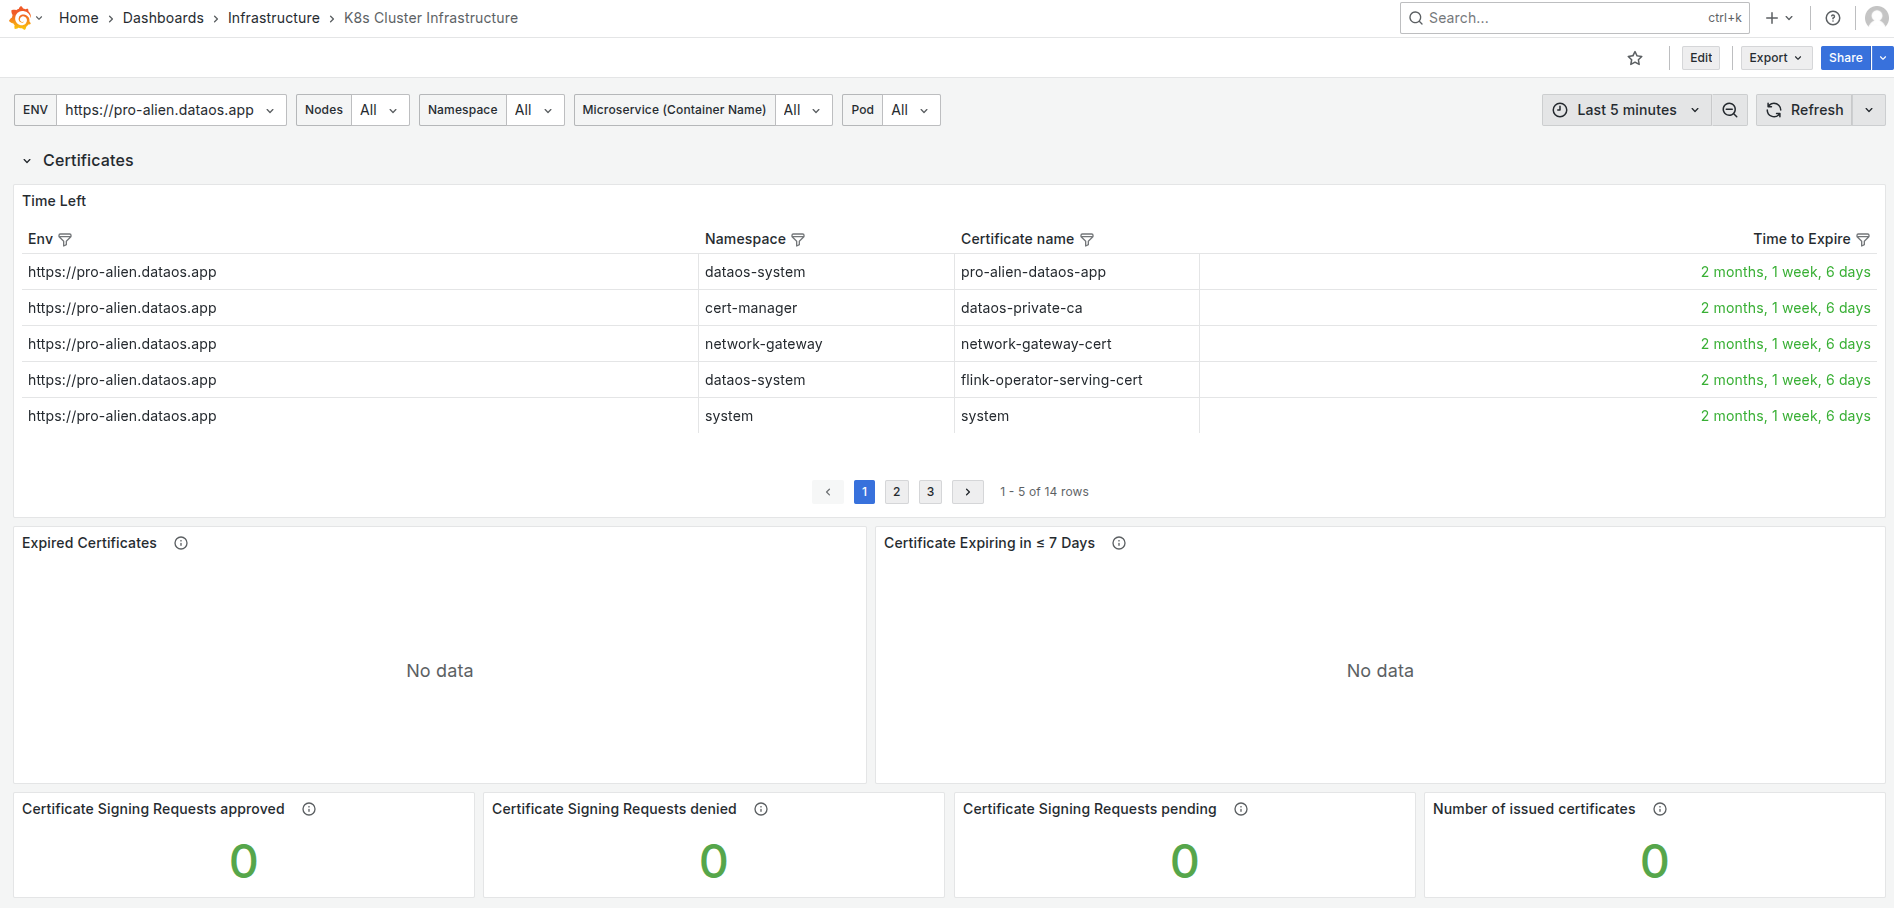 Home › Dashboards › Infrastructure › K8s Cluster Infrastructure
Search... ctrl+k
Edit Export Share
ENV https://pro-alien.dataos.app Nodes All Namespace All Microservice (Container Name) All Pod All Last 5 minutes Refresh
Certificates
Time Left
Env Namespace Certificate name Time to Expire
https://pro-alien.dataos.app dataos-system pro-alien-dataos-app 2 months, 1 week, 6 days
https://pro-alien.dataos.app cert-manager dataos-private-ca 2 months, 1 week, 6 days
https://pro-alien.dataos.app network-gateway network-gateway-cert 2 months, 1 week, 6 days
https://pro-alien.dataos.app dataos-system flink-operator-serving-cert 2 months, 1 week, 6 days
https://pro-alien.dataos.app system system 2 months, 1 week, 6 days
‹ 1 2 3 › 1 - 5 of 14 rows
Expired Certificates Certificate Expiring in ≤ 7 Days
No data No data
Certificate Signing Requests approved Certificate Signing Requests denied Certificate Signing Requests pending Number of issued certificates
0 0 0 0